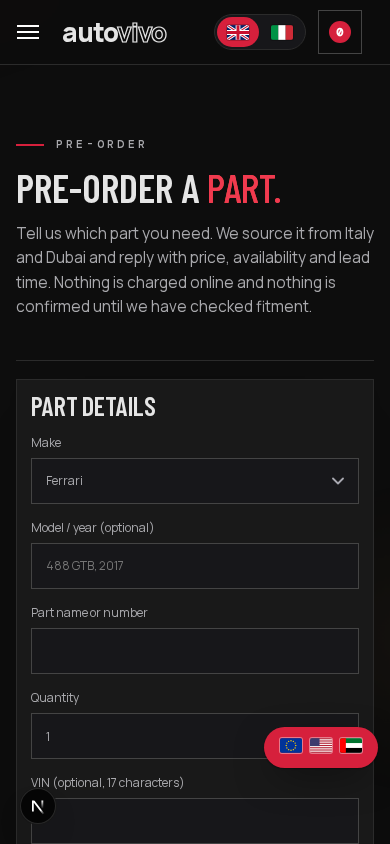 autovivo
0
PRE-ORDER
PRE-ORDER A PART.
Tell us which part you need. We source it from Italy
and Dubai and reply with price, availability and lead
time. Nothing is charged online and nothing is
confirmed until we have checked fitment.
PART DETAILS
Make
Ferrari
Model / year (optional)
488 GTB, 2017
Part name or number
Quantity
1
VIN (optional, 17 characters)
N